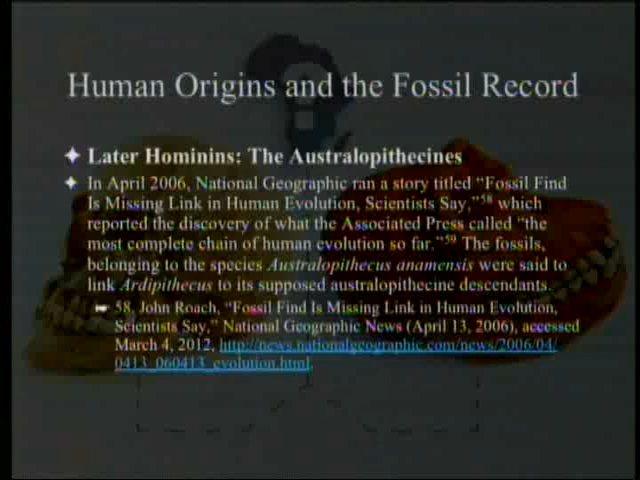 Human Origins and the Fossil Record
Later Hominins: The Australopithecines
In April 2006, National Geographic ran a story titled “Fossil Find
Is Missing Link in Human Evolution, Scientists Say,”58 which
reported the discovery of what the Associated Press called “the
most complete chain of human evolution so far.”59 The fossils,
belonging to the species Australopithecus anamensis were said to
link Ardipithecus to its supposed australopithecine descendants.
58. John Roach, “Fossil Find Is Missing Link in Human Evolution,
Scientists Say,” National Geographic News (April 13, 2006), accessed
March 4, 2012, http://news.nationalgeographic.com/news/2006/04/
0413_060413_evolution.html.